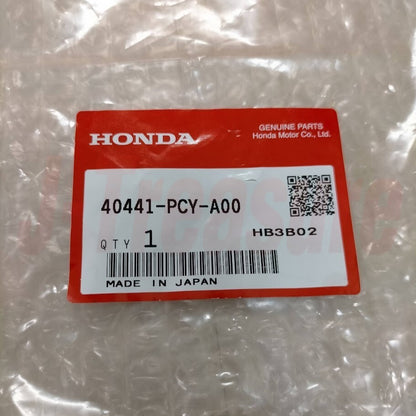 HONDA
GENUINE PARTS
Honda Motor Co., Ltd.
40441-PCY-A00
QTY 1
HB3B02
MADE IN JAPAN